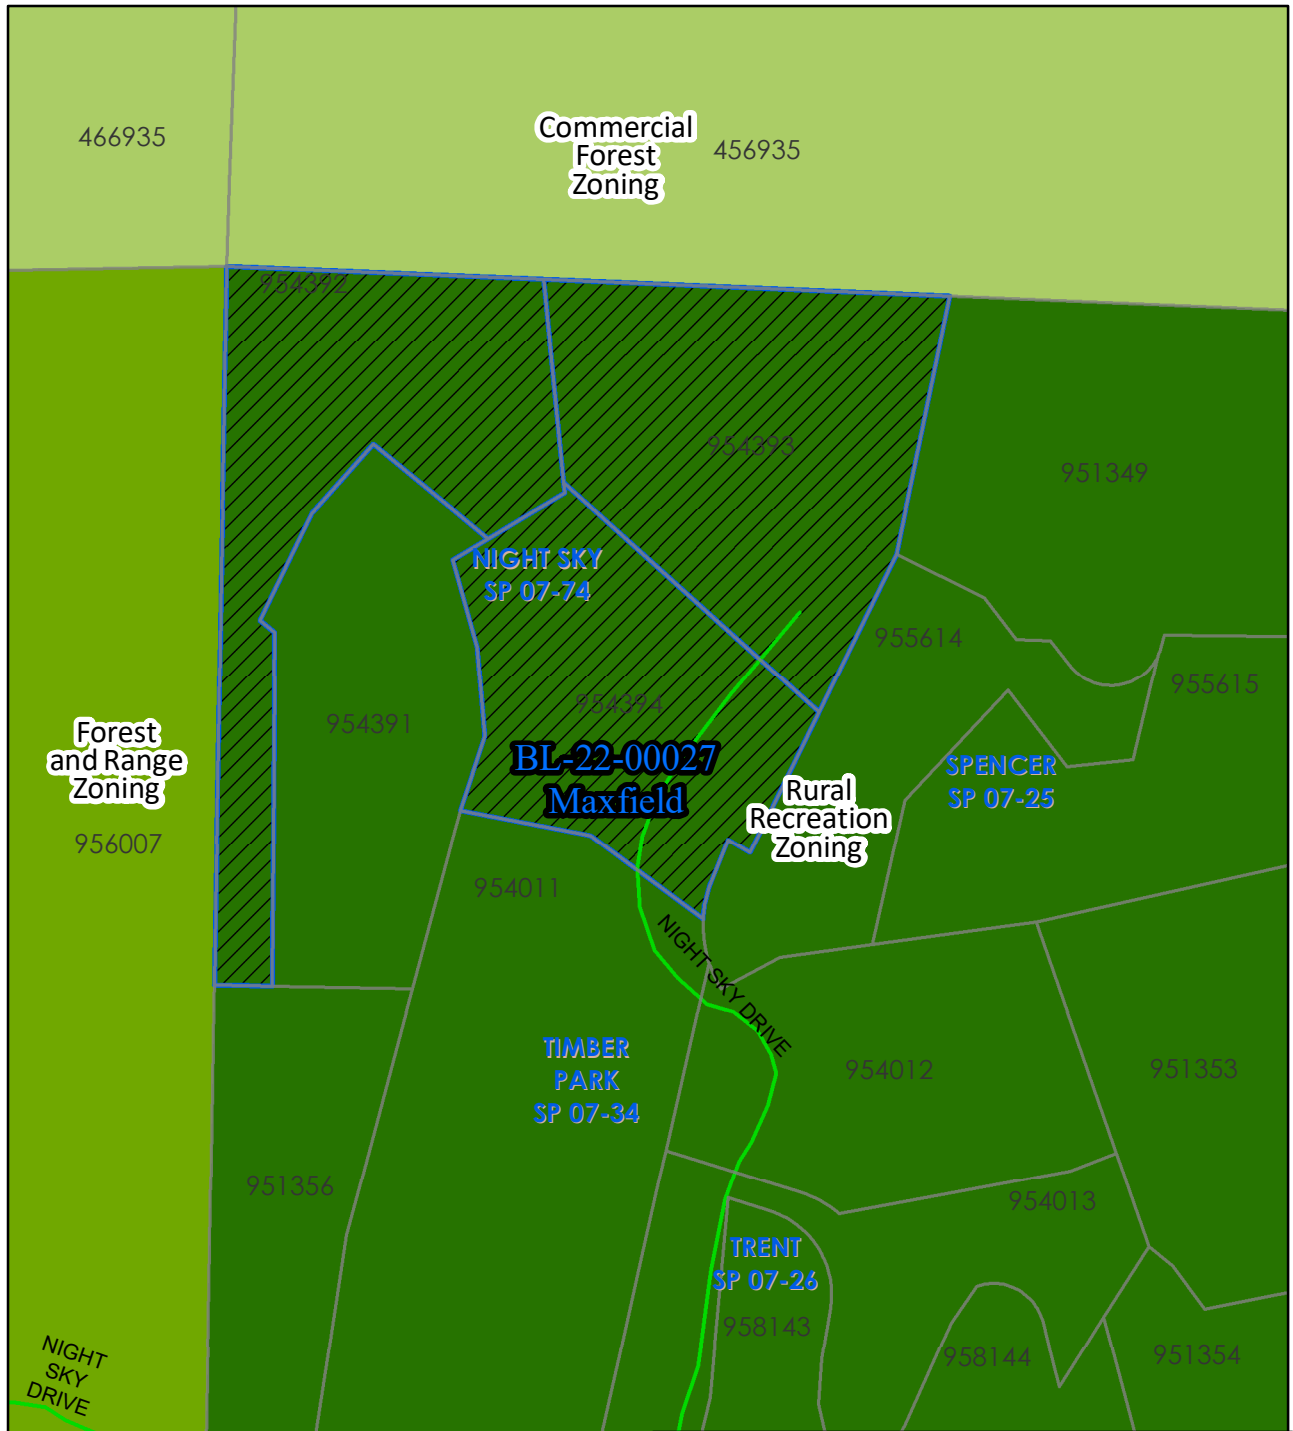 466935
Commercial
Forest
Zoning
456935
954392
954393
951349
NIGHT SKY
SP 07-74
955614
955615
954394
954391
Forest
and Range
Zoning
BL-22-00027
Maxfield
SPENCER
SP 07-25
Rural
Recreation
Zoning
956007
954011
NIGHT SKY DRIVE
TIMBER
PARK
SP 07-34
954012
951353
951356
954013
TRENT
SP 07-26
958143
958144
951354
NIGHT
SKY
DRIVE